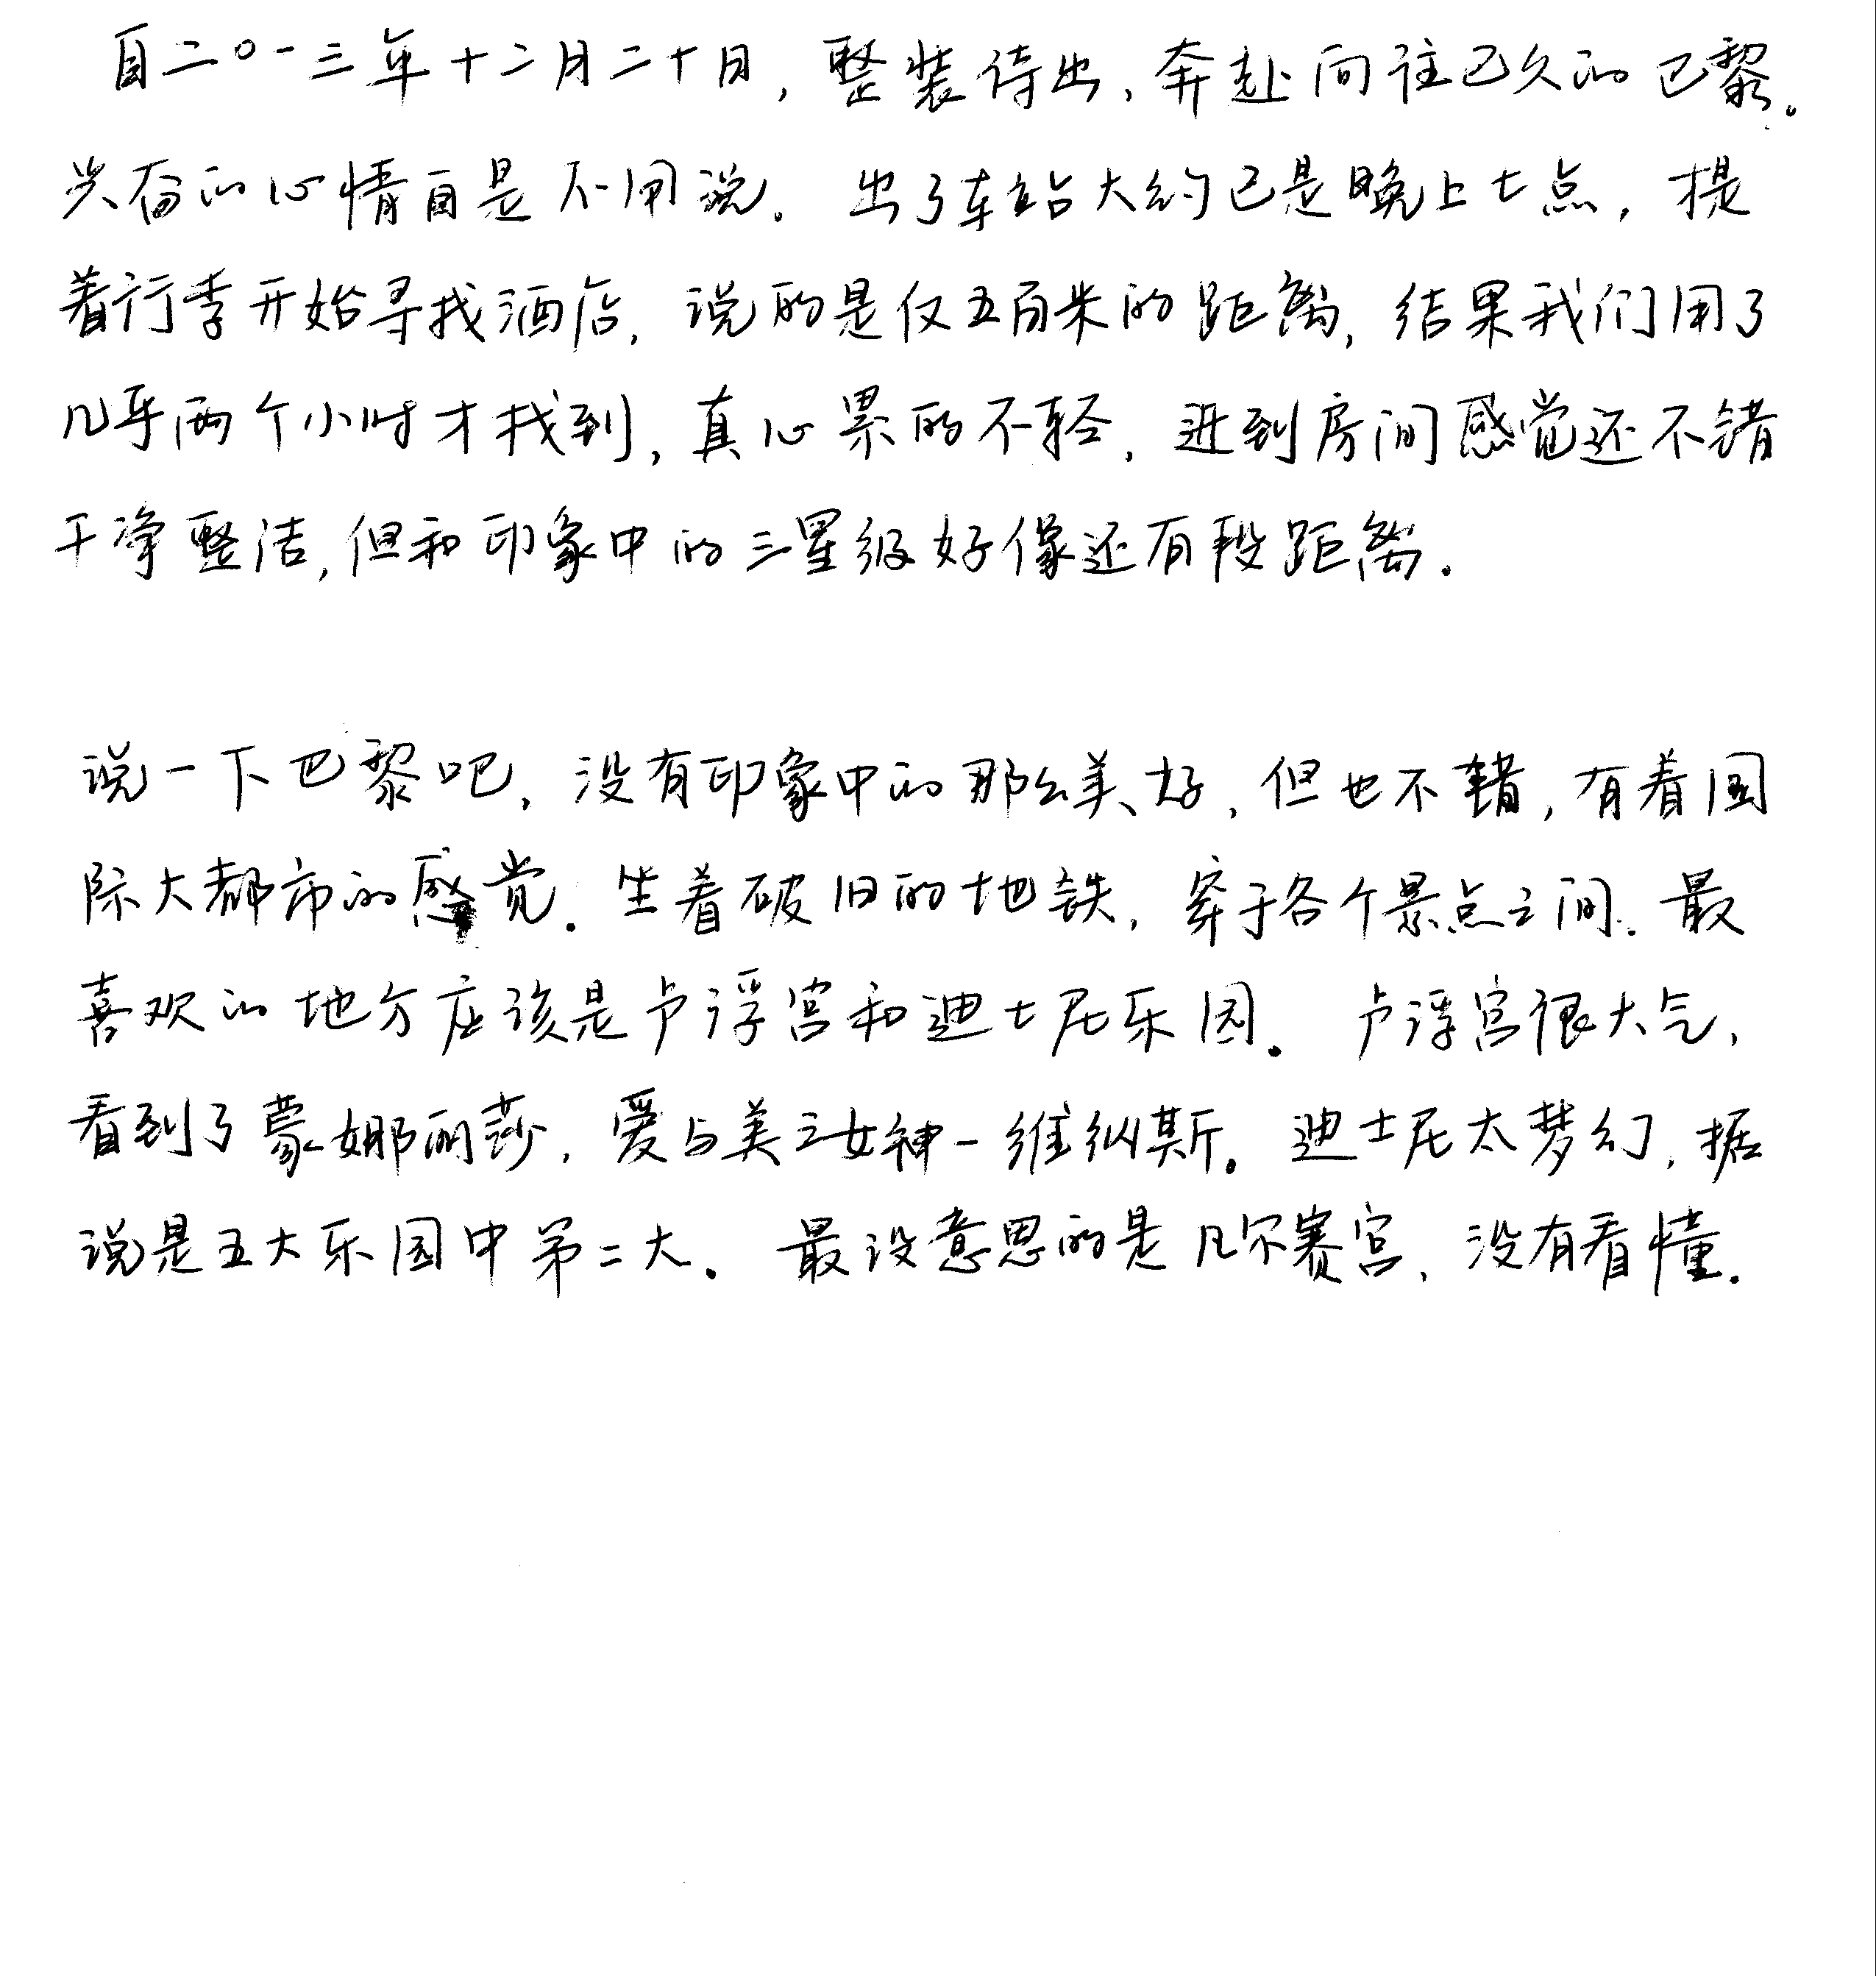 自二〇一三年十二月二十日，整装待出，奔赴向往已久的巴黎。
兴奋的心情自是不用说。出了车站大约已是晚上七点，提
着行李开始寻找酒店，说的是仅五百米的距离，结果我们用了
几乎两个小时才找到，真心累的不轻，进到房间感觉还不错
干净整洁，但和印象中的三星级好像还有段距离.
说一下巴黎吧，没有印象中的那么美好，但也不错，有着国
际大都市的感觉.坐着破旧的地铁，穿于各个景点之间.最
喜欢的地方应该是卢浮宫和迪士尼乐园.卢浮宫很大气，
看到了蒙娜丽莎，爱与美之女神-维纵斯。迪士尼太梦幻，据
说是五大乐园中第二大.最没意思的是凡尔赛宫，没有看懂.